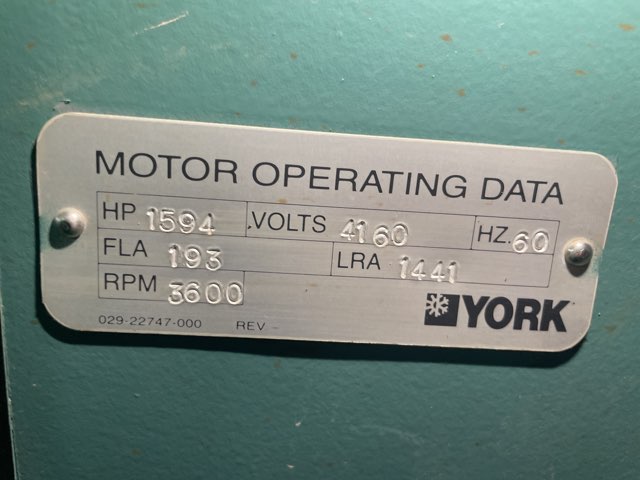 MOTOR OPERATING DATA
HP 1594 VOLTS 4160 HZ. 60
FLA 193 LRA 1441
RPM 3600
YORK
029-22747-000 REV -